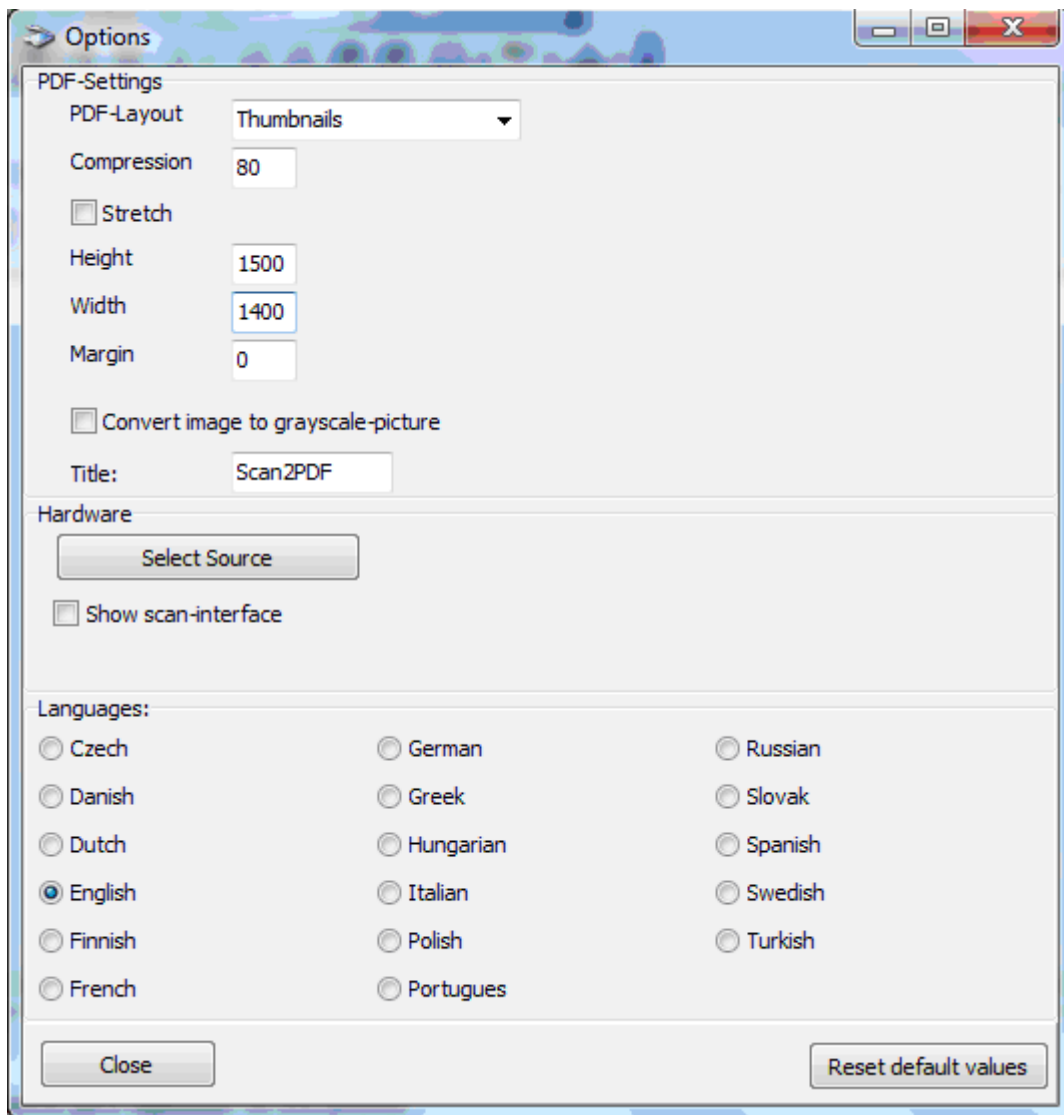 Options
PDF-Settings
PDF-Layout Thumbnails
Compression 80
Stretch
Height 1500
Width 1400
Margin 0
Convert image to grayscale-picture
Title: Scan2PDF
Hardware
Select Source
Show scan-interface
Languages:
Czech German Russian
Danish Greek Slovak
Dutch Hungarian Spanish
English Italian Swedish
Finnish Polish Turkish
French Portugues
Close Reset default values